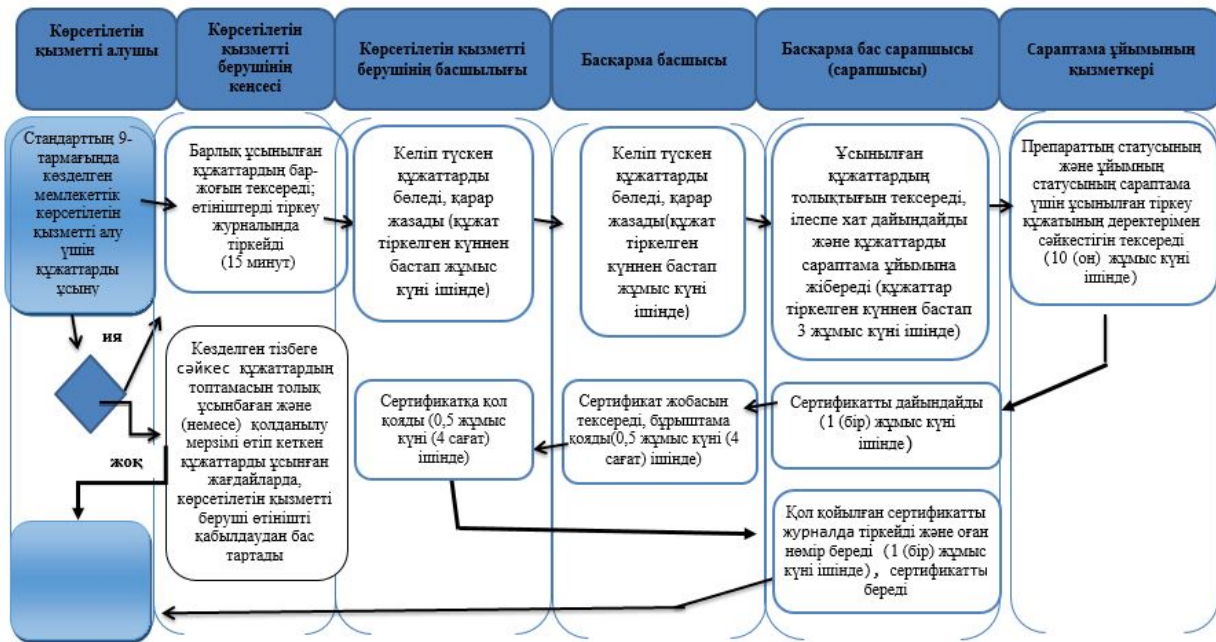 Көрсетілетін
қызметті алушы
Көрсетілетін
қызметті
берушінің
кеңсесі
Көрсетілетін қызметті
берушінің басшылығы
Басқарма басшысы
Басқарма бас сарапшысы
(сарапшысы)
Сараптама ұйымының
қызметкері
Стандарттың 9-
тармағында
көзделген
мемлекеттік
көрсетілетін
қызметті алу
үшін
құжаттарды
ұсыну
Барлық ұсынылған
құжаттардың бар-
жоғын тексереді;
өтініштерді тіркеу
журналында
тіркейді
(15 минут)
Келіп түскен
құжаттарды
бөледі, қарар
жазады (құжат
тіркелген күннен
бастап жұмыс
күні ішінде)
Келіп түскен
құжаттарды
бөледі, қарар
жазады(құжат
тіркелген
күннен бастап
жұмыс күні
ішінде)
Ұсынылған
құжаттардың
толықтығын тексереді,
ілеспе хат дайындайды
және құжаттарды
сараптама ұйымына
жібереді (құжаттар
тіркелген күннен бастап
3 жұмыс күні ішінде)
Препараттың статусының
және ұйымның
статусының сараптама
үшін ұсынылған тіркеу
құжатының деректерімен
сәйкестігін тексереді
(10 (он) жұмыс күні
ішінде)
ия
жоқ
Көзделген тізбеге
сәйкес құжаттардың
топтамасын толық
ұсынбаған және
(немесе) қолданылу
мерзімі өтіп кеткен
құжаттарды ұсынған
жағдайларда,
көрсетілетін қызметті
беруші өтінішті
қабылдаудан бас
тартады
Сертификатқа қол
қояды (0,5 жұмыс
күні (4 сағат)
ішінде)
Сертификат жобасын
тексереді, бұрыштама
қояды(0,5 жұмыс күні (4
сағат) ішінде)
Сертификатты дайындайды
(1 (бір) жұмыс күні
ішінде)
Қол қойылған сертификатты
журналда тіркейді және оған
нөмір береді (1 (бір) жұмыс
күні ішінде), сертификатты
береді